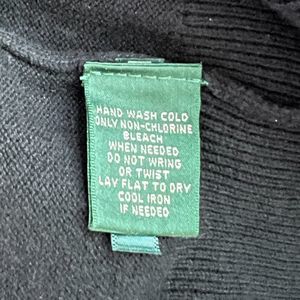 HAND WASH COLD
ONLY NON-CHLORINE
BLEACH
WHEN NEEDED
DO NOT WRING
OR TWIST
LAY FLAT TO DRY
COOL IRON
IF NEEDED